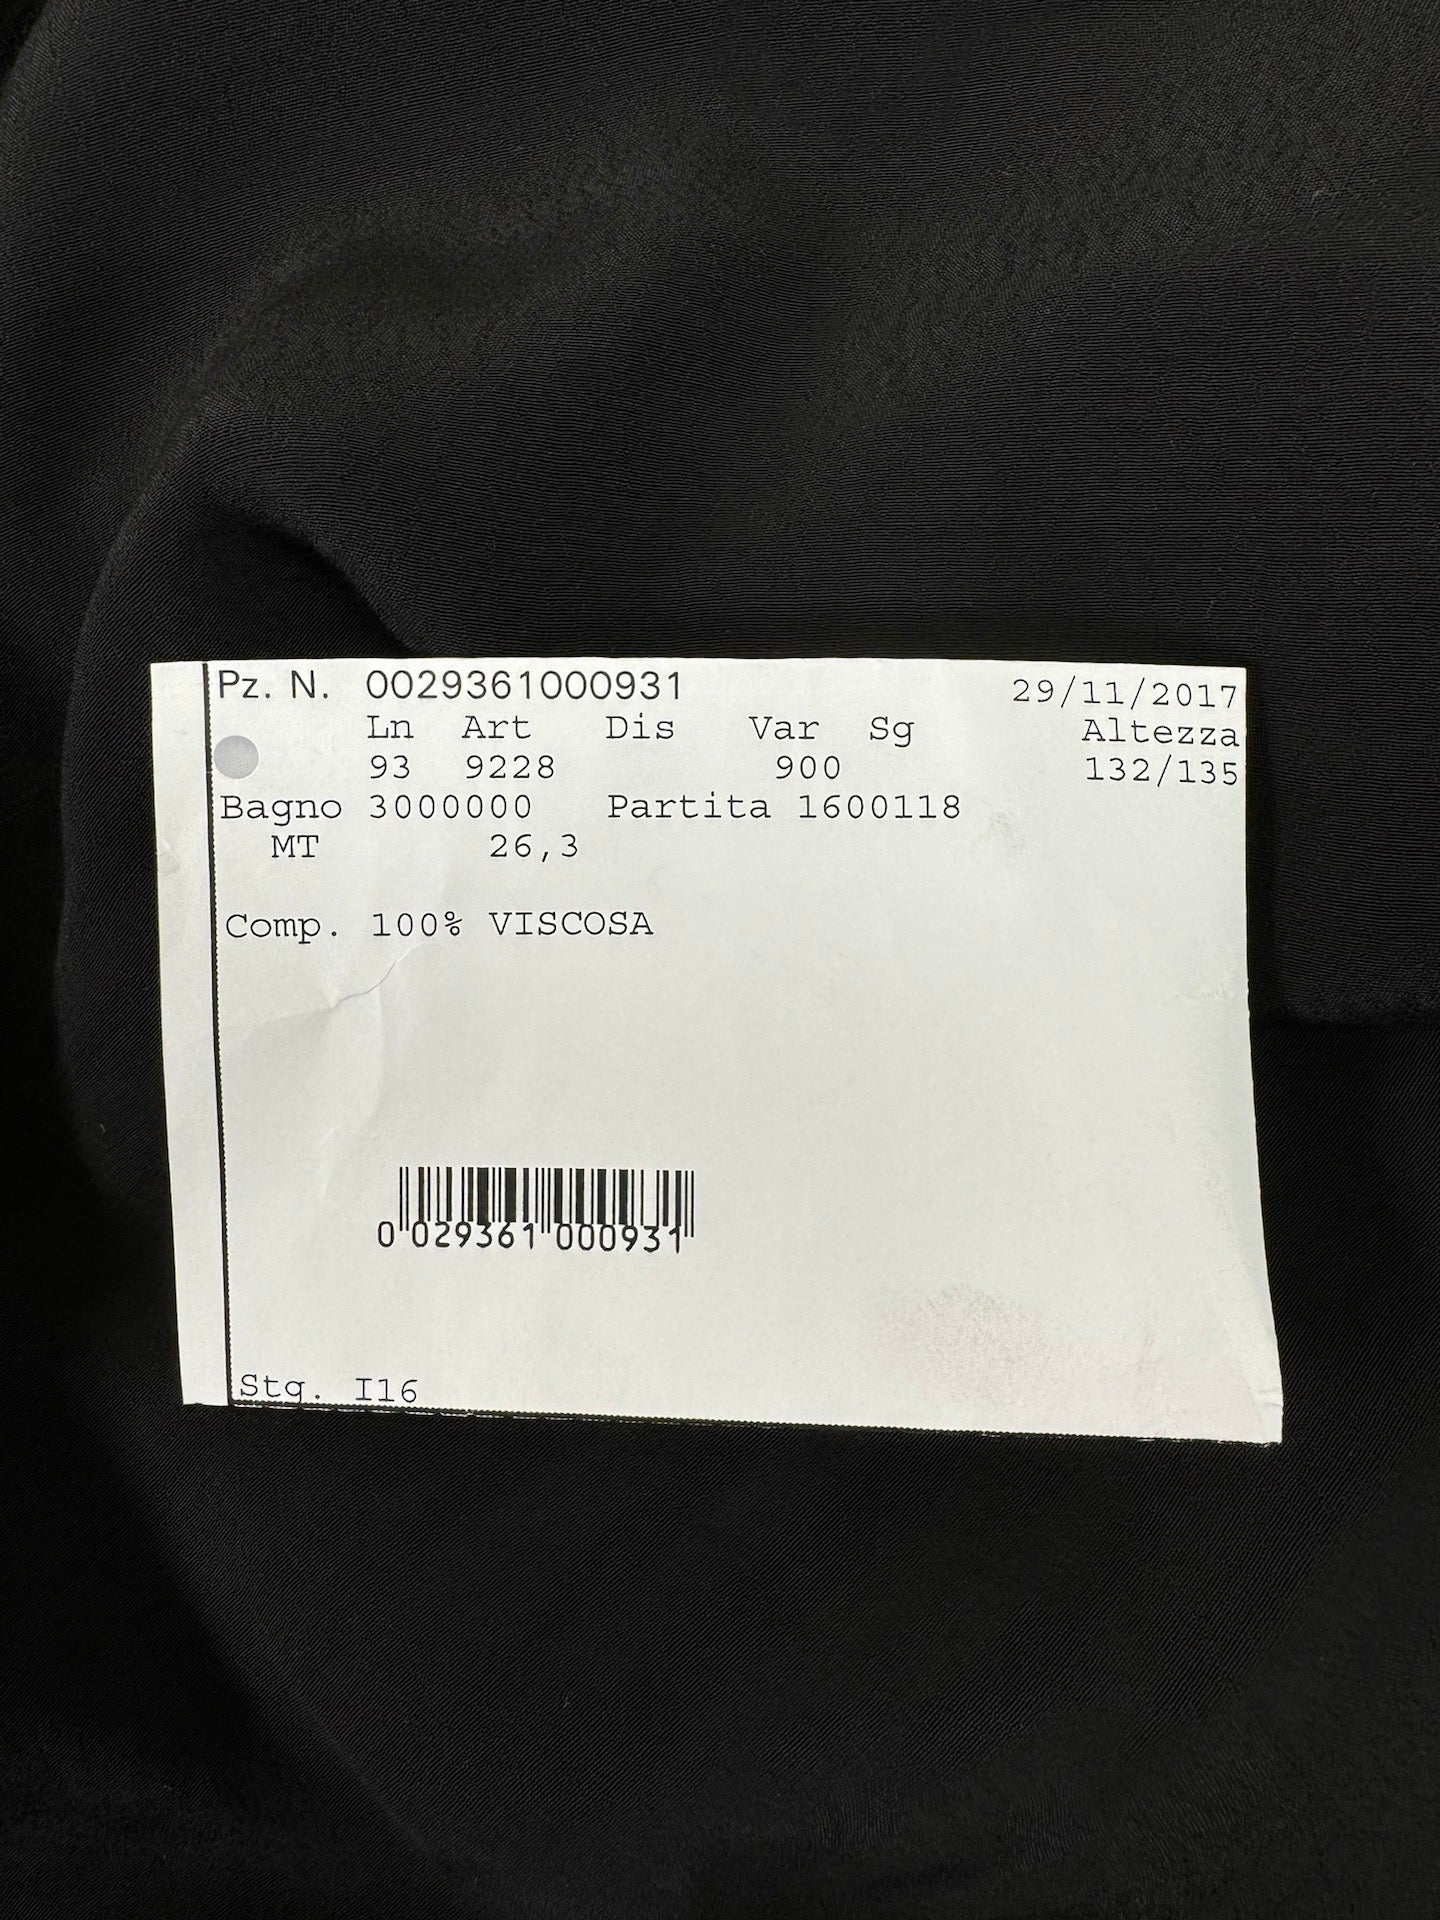 Pz. N. 0029361000931 29/11/2017
Ln Art Dis Var Sg Altezza
93 9228 900 132/135
Bagno 3000000 Partita 1600118
MT 26,3
Comp. 100% VISCOSA
0 029361 000931
Stg. I16